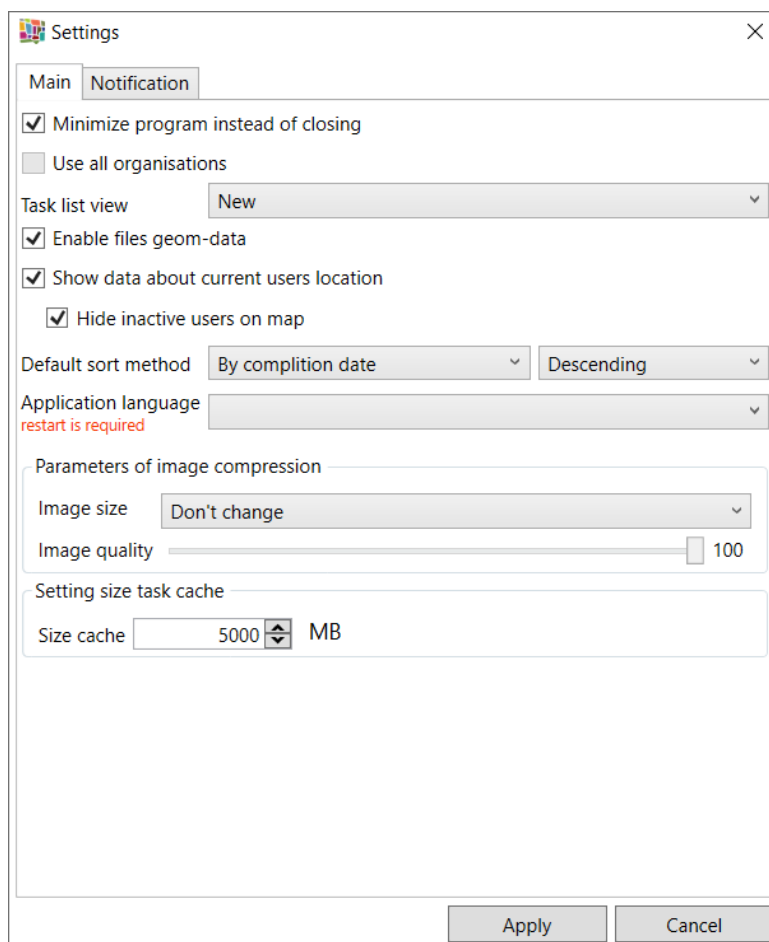 Settings
Main Notification
Minimize program instead of closing
Use all organisations
Task list view New
Enable files geom-data
Show data about current users location
Hide inactive users on map
Default sort method By complition date Descending
Application language
restart is required
Parameters of image compression
Image size Don't change
Image quality 100
Setting size task cache
Size cache 5000 MB
Apply Cancel